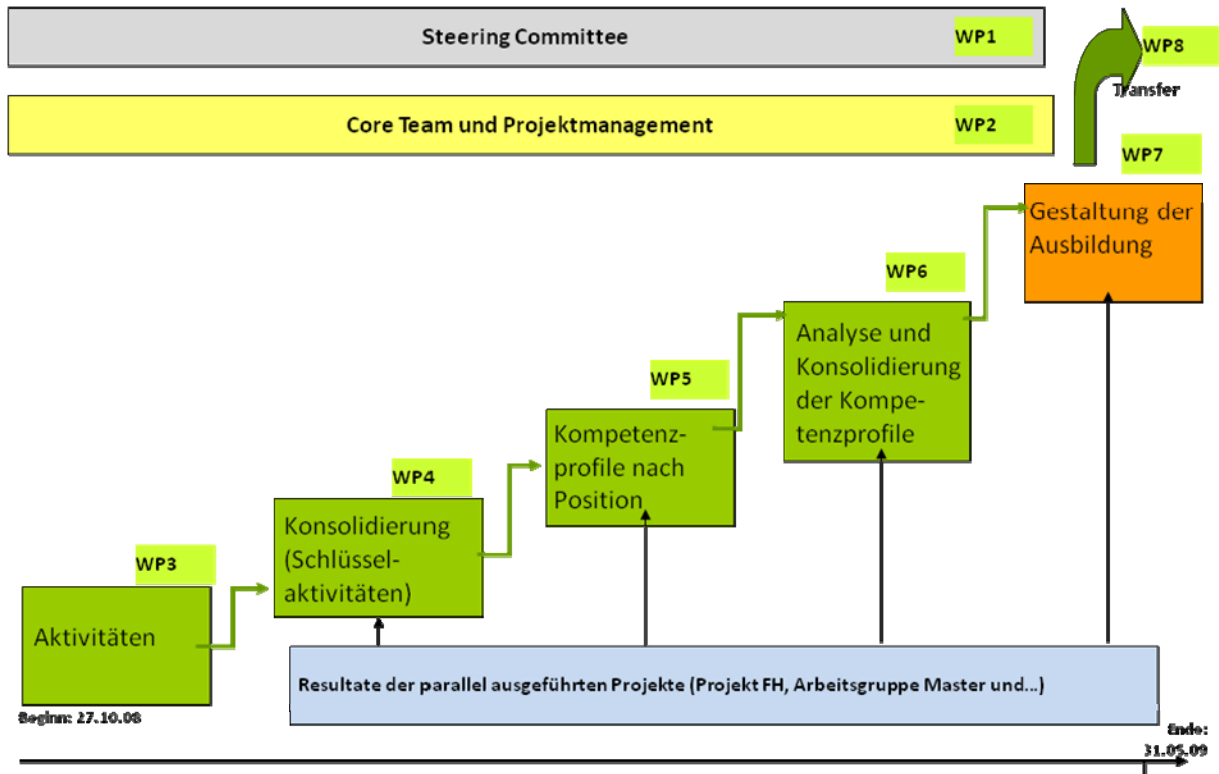 Steering Committee
WP1
WP8
Transfer
Core Team und Projektmanagement
WP2
WP7
Gestaltung der
Ausbildung
WP6
Analyse und
Konsolidierung
der Kompe-
tenzprofile
WP5
Kompetenz-
profile nach
Position
WP4
Konsolidierung
(Schlüssel-
aktivitäten)
WP3
Aktivitäten
Resultate der parallel ausgeführten Projekte (Projekt FH, Arbeitsgruppe Master und...)
Beginn: 27.10.08
Ende:
31.05.09